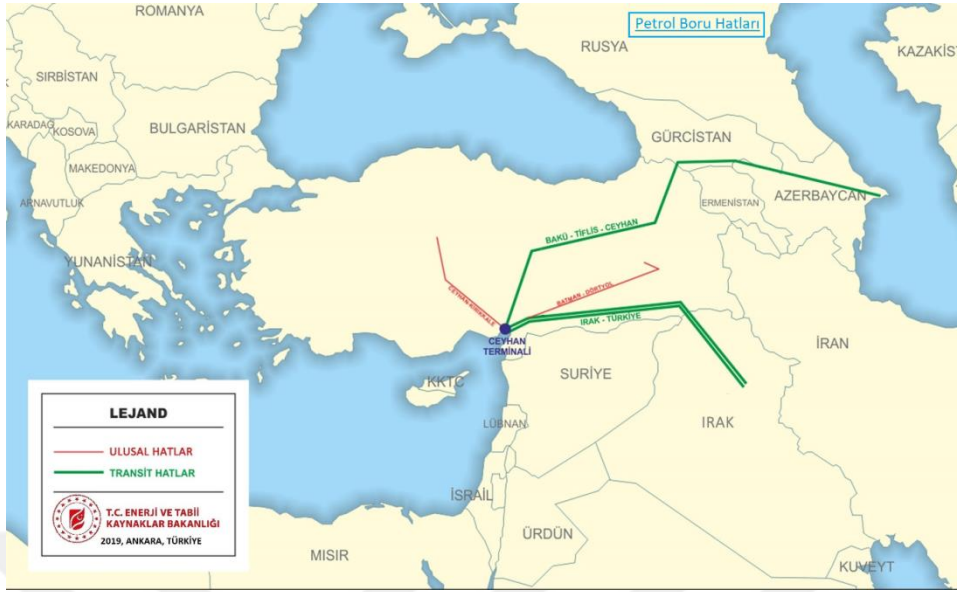 ROMANYA
Petrol Boru Hatları
RUSYA
KAZAKİST
SIRBİSTAN
KARADAĞ
KOSOVA
BULGARİSTAN
GÜRCİSTAN
MAKEDONYA
ARNAVUTLUK
ERMENİSTAN
AZERBAYCAN
YUNANİSTAN
BAKÜ - TİFLİS - CEYHAN
CEYHAN-KIRIKKALE
BATMAN - DÖRTYOL
IRAK - TÜRKİYE
CEYHAN
TERMİNALİ
İRAN
SURİYE
KKTC
LÜBNAN
IRAK
LEJAND
ULUSAL HATLAR
TRANSİT HATLAR
T.C. ENERJİ VE TABİİ
KAYNAKLAR BAKANLIĞI
2019, ANKARA, TÜRKİYE
İSRAİL
ÜRDÜN
MISIR
KUVEYT